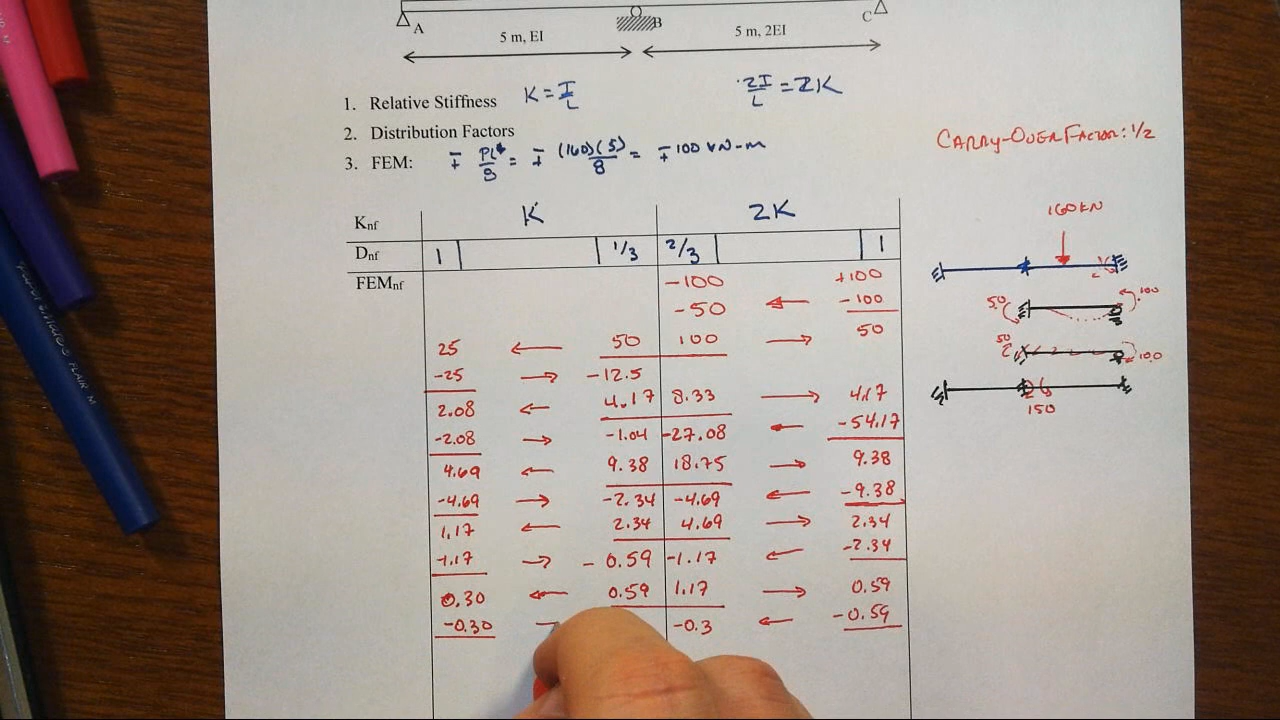 A B C
5 m, EI 5 m, 2EI
1. Relative Stiffness K = I/L 2I/L = 2K
2. Distribution Factors
CARRY-OVER FACTOR: 1/2
3. FEM: ∓ PL/8 = ∓ (160)(5)/8 = ∓ 100 kN-m
Knf K 2K
160 kN
Dnf 1 1/3 2/3 1
FEMnf -100 +100
-50 ← -100
50 100
25 ← 50 100 → 50
50 100
-25 → -12.5
2.08 ← 4.17 8.33 → 4.17
150
-2.08 → -1.04 -27.08 ← -54.17
4.69 ← 9.38 18.75 → 9.38
-4.69 → -2.34 -4.69 ← -9.38
1.17 ← 2.34 4.69 → 2.34
-1.17 → -0.59 -1.17 ← -2.34
0.30 ← 0.59 1.17 → 0.59
-0.30 -0.3 ← -0.59
FLAIR M